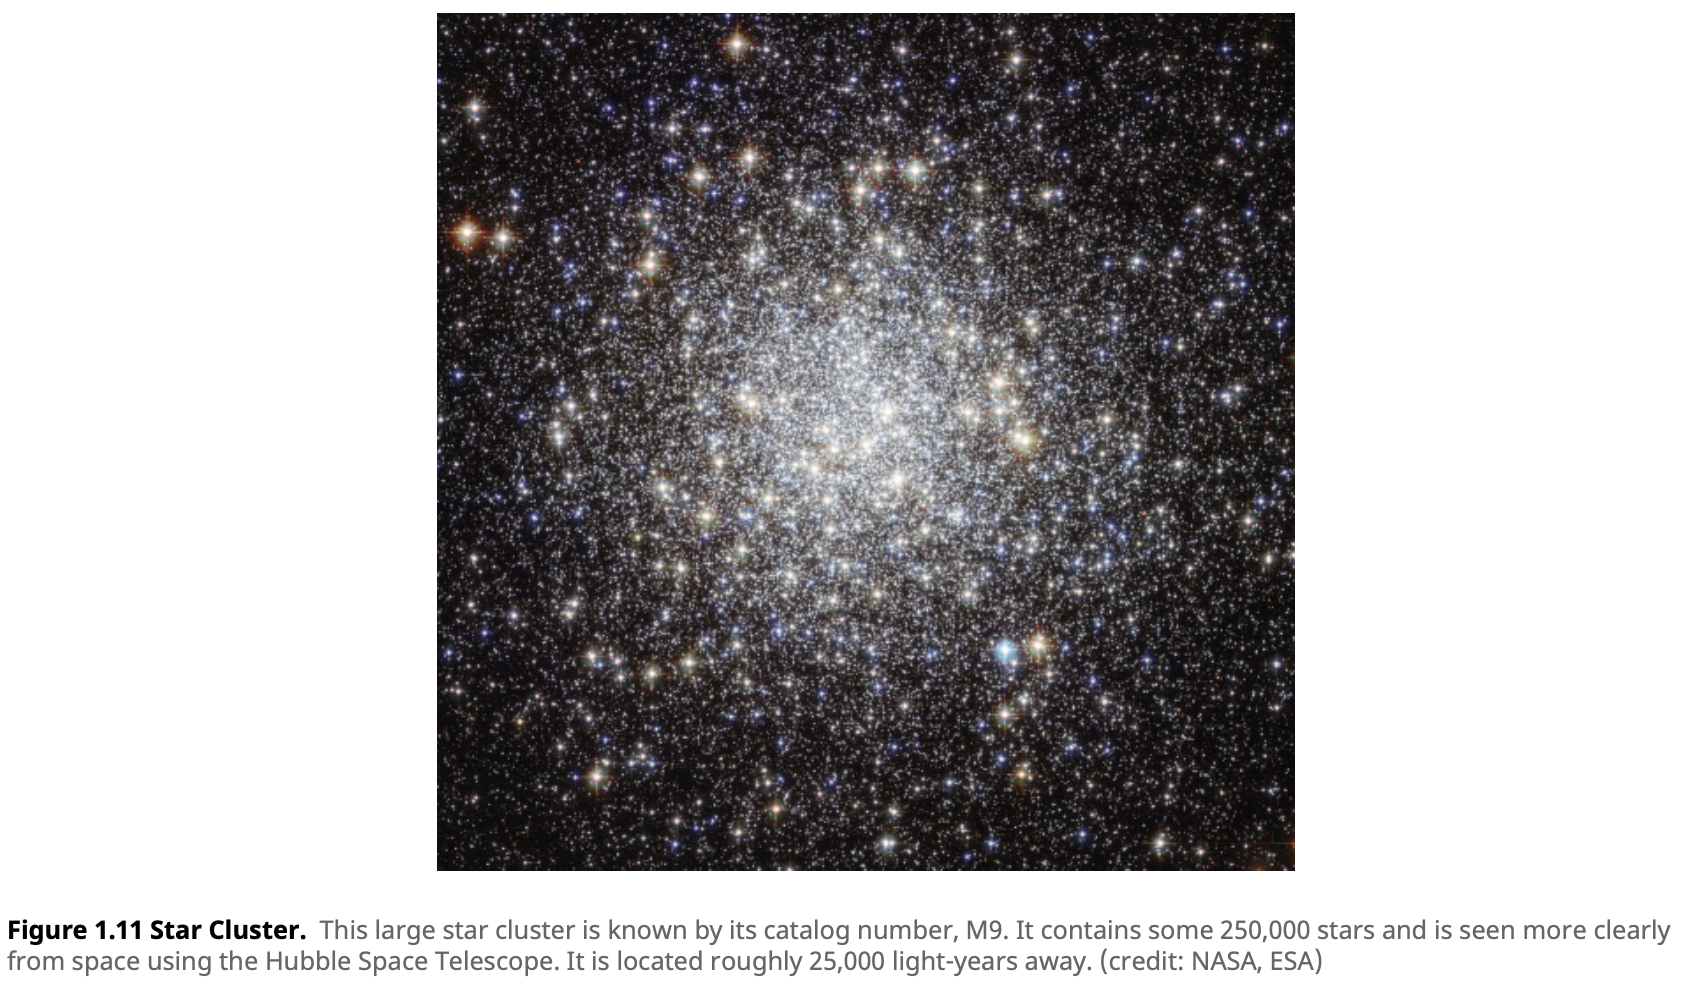 Figure 1.11 Star Cluster. This large star cluster is known by its catalog number, M9. It contains some 250,000 stars and is seen more clearly
from space using the Hubble Space Telescope. It is located roughly 25,000 light-years away. (credit: NASA, ESA)